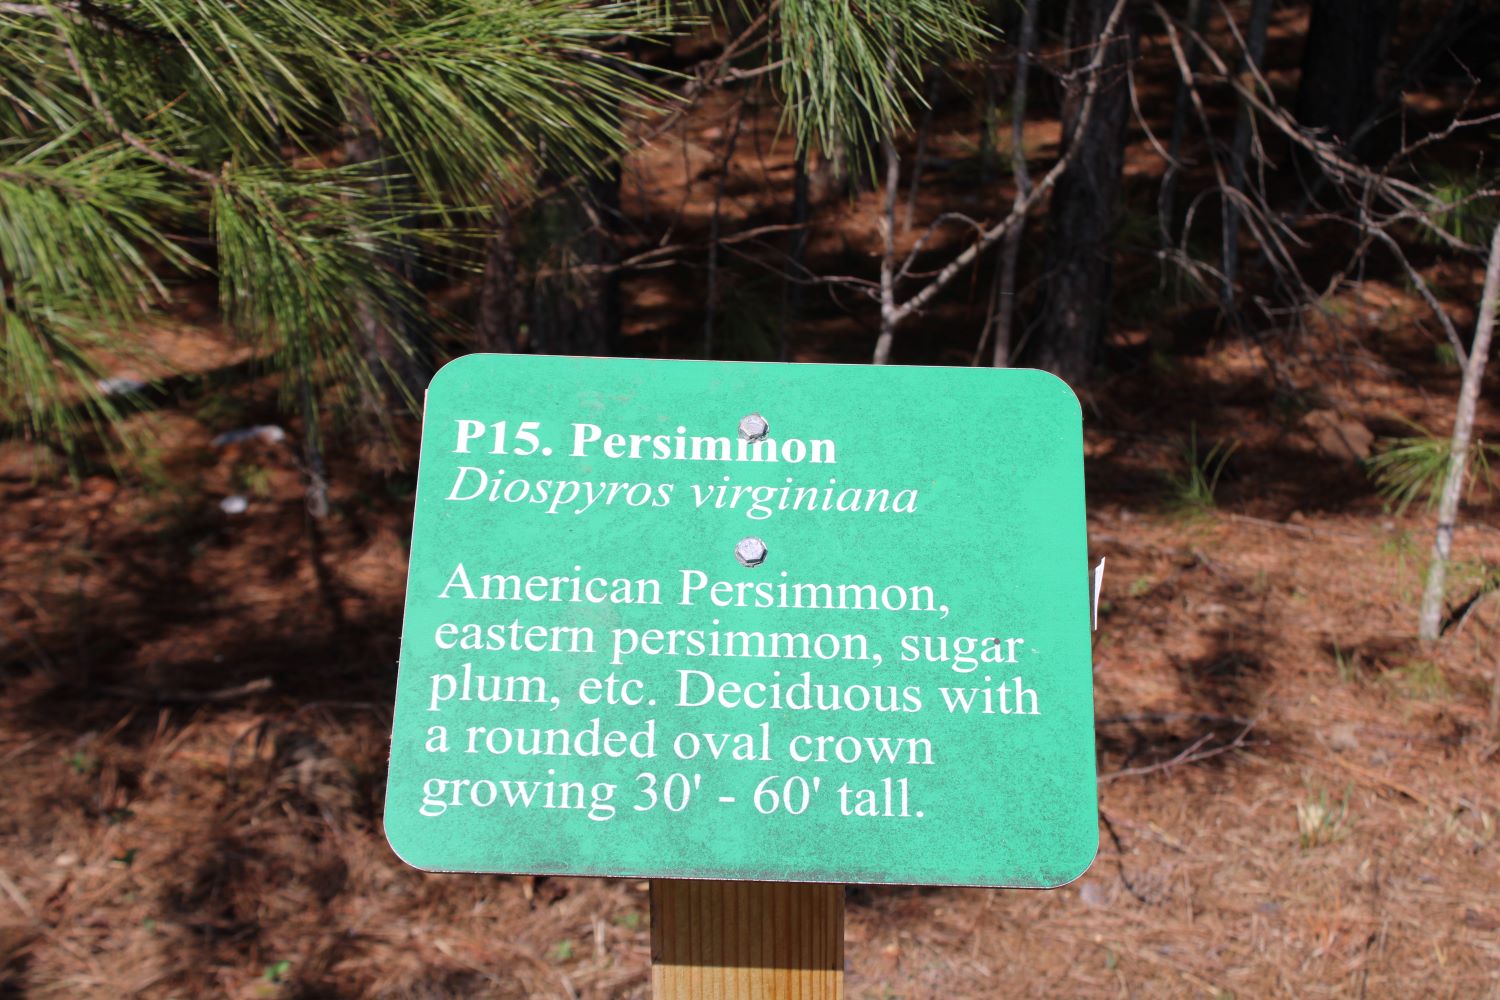 P15. Persimmon
Diospyros virginiana
American Persimmon,
eastern persimmon, sugar
plum, etc. Deciduous with
a rounded oval crown
growing 30' - 60' tall.